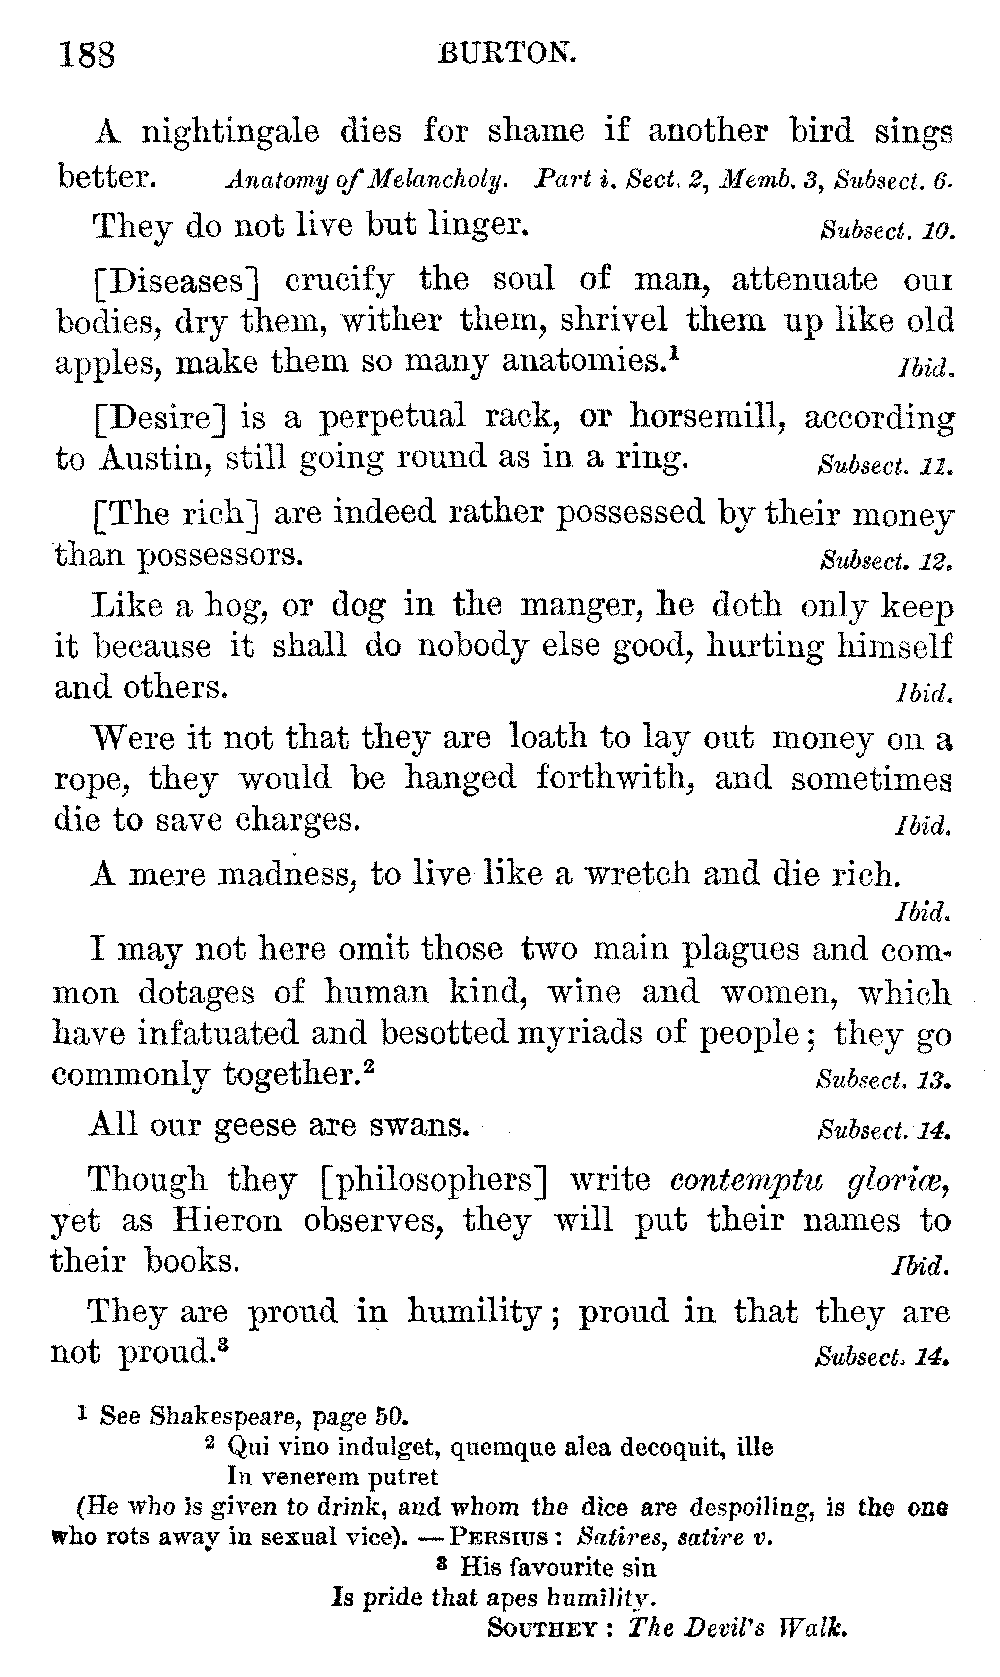 188 BURTON.
A nightingale dies for shame if another bird sings
better. Anatomy of Melancholy. Part i. Sect. 2, Memb. 3, Subsect. 6.
They do not live but linger. Subsect. 10.
[Diseases] crucify the soul of man, attenuate our
bodies, dry them, wither them, shrivel them up like old
apples, make them so many anatomies.¹ Ibid.
[Desire] is a perpetual rack, or horsemill, according
to Austin, still going round as in a ring. Subsect. 11.
[The rich] are indeed rather possessed by their money
than possessors. Subsect. 12.
Like a hog, or dog in the manger, he doth only keep
it because it shall do nobody else good, hurting himself
and others. Ibid.
Were it not that they are loath to lay out money on a
rope, they would be hanged forthwith, and sometimes
die to save charges. Ibid.
A mere madness, to live like a wretch and die rich.
Ibid.
I may not here omit those two main plagues and com-
mon dotages of human kind, wine and women, which
have infatuated and besotted myriads of people; they go
commonly together.² Subsect. 13.
All our geese are swans. Subsect. 14.
Though they [philosophers] write contemptu gloriæ,
yet as Hieron observes, they will put their names to
their books. Ibid.
They are proud in humility; proud in that they are
not proud.³ Subsect. 14.
¹ See Shakespeare, page 50.
² Qui vino indulget, quemque alea decoquit, ille
In venerem putret
(He who is given to drink, and whom the dice are despoiling, is the one
who rots away in sexual vice). — PERSIUS: Satires, satire v.
³ His favourite sin
Is pride that apes humility.
SOUTHEY: The Devil's Walk.